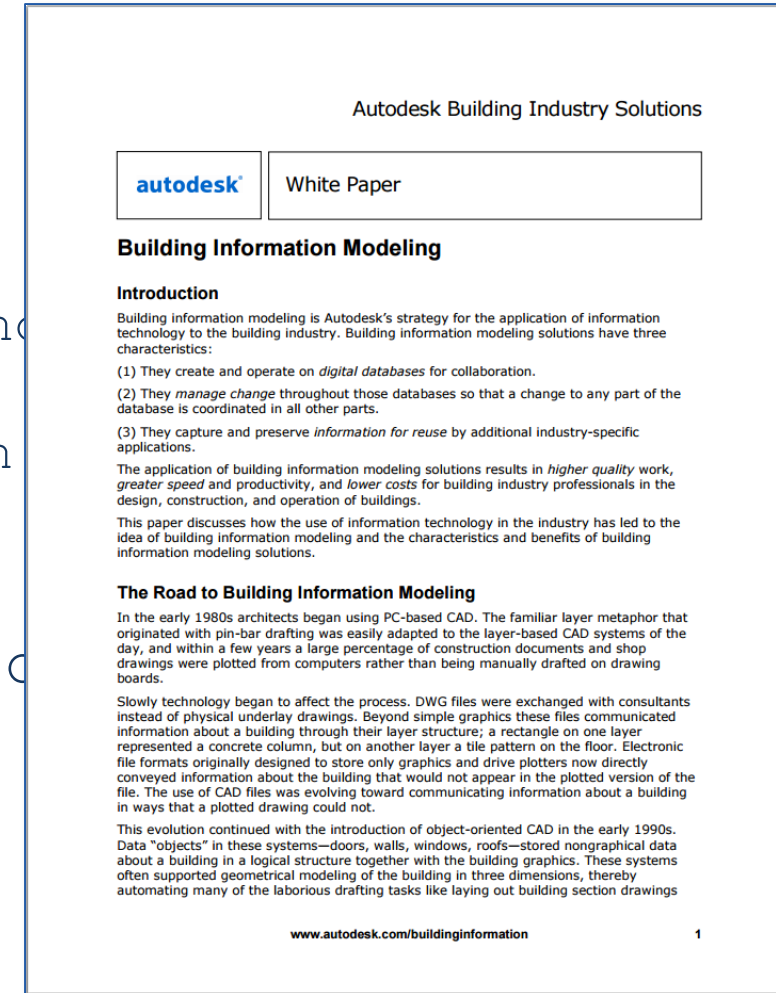 Autodesk Building Industry Solutions
autodesk®
White Paper
Building Information Modeling
Introduction
Building information modeling is Autodesk's strategy for the application of information
technology to the building industry. Building information modeling solutions have three
characteristics:
(1) They create and operate on digital databases for collaboration.
(2) They manage change throughout those databases so that a change to any part of the
database is coordinated in all other parts.
(3) They capture and preserve information for reuse by additional industry-specific
applications.
The application of building information modeling solutions results in higher quality work,
greater speed and productivity, and lower costs for building industry professionals in the
design, construction, and operation of buildings.
This paper discusses how the use of information technology in the industry has led to the
idea of building information modeling and the characteristics and benefits of building
information modeling solutions.
The Road to Building Information Modeling
In the early 1980s architects began using PC-based CAD. The familiar layer metaphor that
originated with pin-bar drafting was easily adapted to the layer-based CAD systems of the
day, and within a few years a large percentage of construction documents and shop
drawings were plotted from computers rather than being manually drafted on drawing
boards.
Slowly technology began to affect the process. DWG files were exchanged with consultants
instead of physical underlay drawings. Beyond simple graphics these files communicated
information about a building through their layer structure; a rectangle on one layer
represented a concrete column, but on another layer a tile pattern on the floor. Electronic
file formats originally designed to store only graphics and drive plotters now directly
conveyed information about the building that would not appear in the plotted version of the
file. The use of CAD files was evolving toward communicating information about a building
in ways that a plotted drawing could not.
This evolution continued with the introduction of object-oriented CAD in the early 1990s.
Data "objects" in these systems—doors, walls, windows, roofs—stored nongraphical data
about a building in a logical structure together with the building graphics. These systems
often supported geometrical modeling of the building in three dimensions, thereby
automating many of the laborious drafting tasks like laying out building section drawings
www.autodesk.com/buildinginformation 1